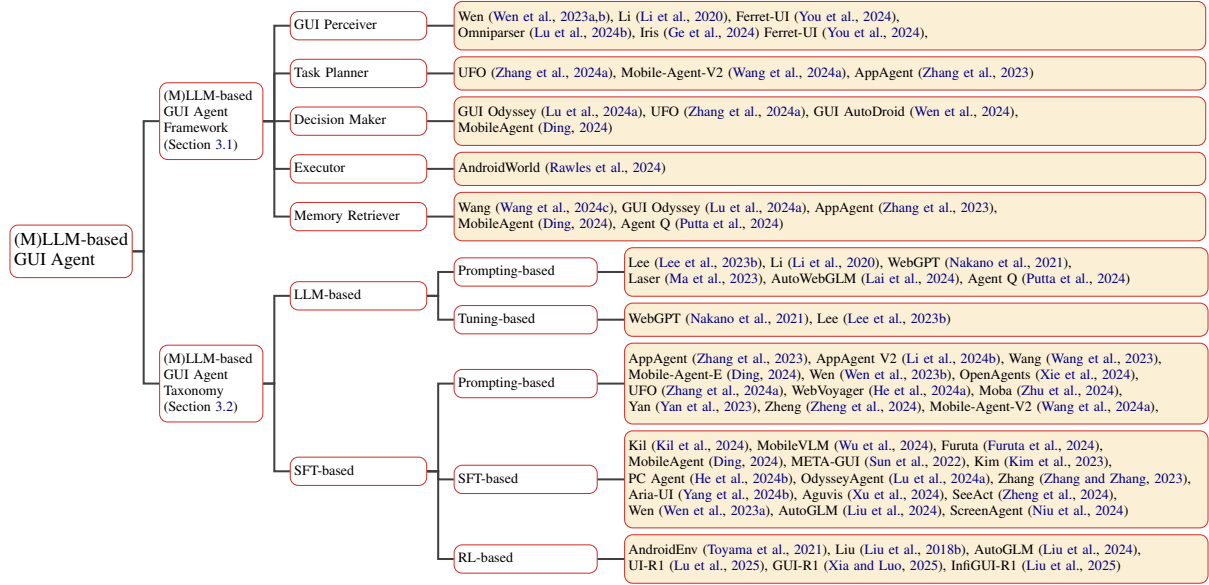 (M)LLM-based
GUI Agent
(M)LLM-based
GUI Agent
Framework
(Section 3.1)
GUI Perceiver
Wen (Wen et al., 2023a,b), Li (Li et al., 2020), Ferret-UI (You et al., 2024),
Omniparser (Lu et al., 2024b), Iris (Ge et al., 2024) Ferret-UI (You et al., 2024),
Task Planner
UFO (Zhang et al., 2024a), Mobile-Agent-V2 (Wang et al., 2024a), AppAgent (Zhang et al., 2023)
Decision Maker
GUI Odyssey (Lu et al., 2024a), UFO (Zhang et al., 2024a), GUI AutoDroid (Wen et al., 2024),
MobileAgent (Ding, 2024)
Executor
AndroidWorld (Rawles et al., 2024)
Memory Retriever
Wang (Wang et al., 2024c), GUI Odyssey (Lu et al., 2024a), AppAgent (Zhang et al., 2023),
MobileAgent (Ding, 2024), Agent Q (Putta et al., 2024)
(M)LLM-based
GUI Agent
Taxonomy
(Section 3.2)
LLM-based
Prompting-based
Lee (Lee et al., 2023b), Li (Li et al., 2020), WebGPT (Nakano et al., 2021),
Laser (Ma et al., 2023), AutoWebGLM (Lai et al., 2024), Agent Q (Putta et al., 2024)
Tuning-based
WebGPT (Nakano et al., 2021), Lee (Lee et al., 2023b)
SFT-based
Prompting-based
AppAgent (Zhang et al., 2023), AppAgent V2 (Li et al., 2024b), Wang (Wang et al., 2023),
Mobile-Agent-E (Ding, 2024), Wen (Wen et al., 2023b), OpenAgents (Xie et al., 2024),
UFO (Zhang et al., 2024a), WebVoyager (He et al., 2024a), Moba (Zhu et al., 2024),
Yan (Yan et al., 2023), Zheng (Zheng et al., 2024), Mobile-Agent-V2 (Wang et al., 2024a),
SFT-based
Kil (Kil et al., 2024), MobileVLM (Wu et al., 2024), Furuta (Furuta et al., 2024),
MobileAgent (Ding, 2024), META-GUI (Sun et al., 2022), Kim (Kim et al., 2023),
PC Agent (He et al., 2024b), OdysseyAgent (Lu et al., 2024a), Zhang (Zhang and Zhang, 2023),
Aria-UI (Yang et al., 2024b), Aguvis (Xu et al., 2024), SeeAct (Zheng et al., 2024),
Wen (Wen et al., 2023a), AutoGLM (Liu et al., 2024), ScreenAgent (Niu et al., 2024)
RL-based
AndroidEnv (Toyama et al., 2021), Liu (Liu et al., 2018b), AutoGLM (Liu et al., 2024),
UI-R1 (Lu et al., 2025), GUI-R1 (Xia and Luo, 2025), InfiGUI-R1 (Liu et al., 2025)